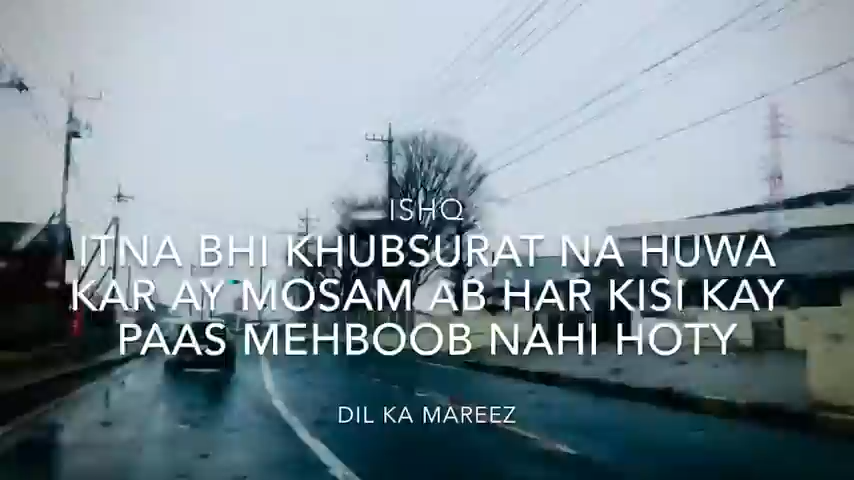 ISHQ
ITNA BHI KHUBSURAT NA HUWA
KAR AY MOSAM AB HAR KISI KAY
PAAS MEHBOOB NAHI HOTY
DIL KA MAREEZ